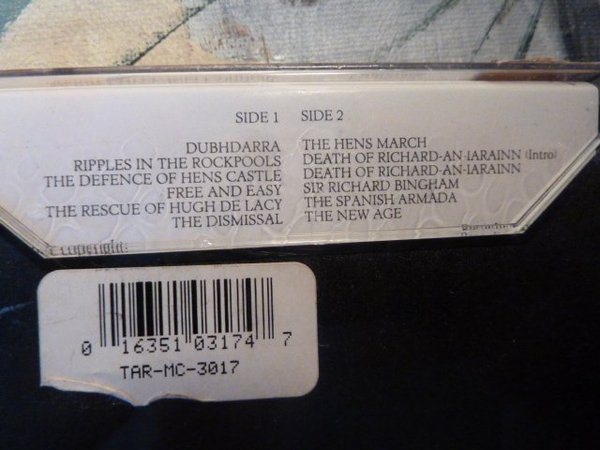 SIDE 1
DUBHDARRA
RIPPLES IN THE ROCKPOOLS
THE DEFENCE OF HENS CASTLE
FREE AND EASY
THE RESCUE OF HUGH DE LACY
THE DISMISSAL
SIDE 2
THE HENS MARCH
DEATH OF RICHARD-AN-IARAINN (Intro)
DEATH OF RICHARD-AN-IARAINN
SIR RICHARD BINGHAM
THE SPANISH ARMADA
THE NEW AGE
0 16351 03174 7
TAR-MC-3017